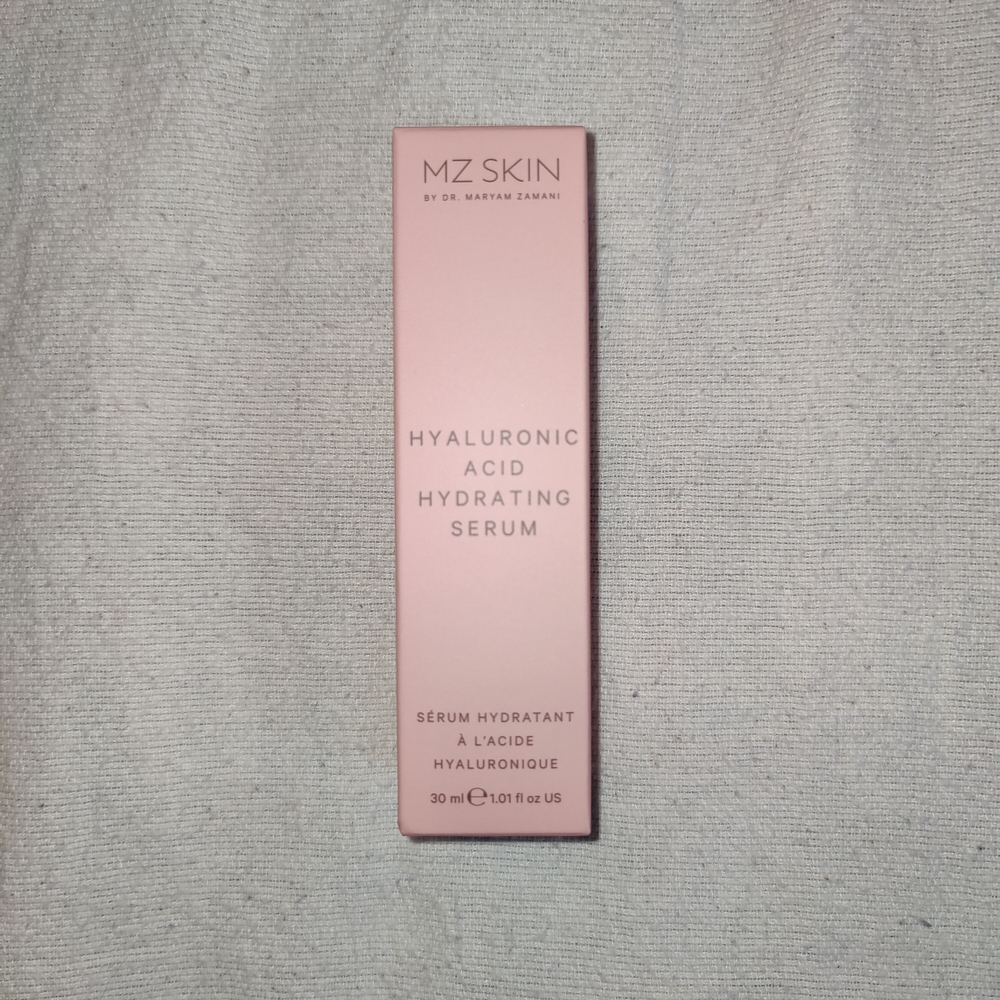 MZ SKIN
BY DR. MARYAM ZAMANI
HYALURONIC
ACID
HYDRATING
SERUM
SÉRUM HYDRATANT
À L'ACIDE
HYALURONIQUE
30 ml ℮ 1.01 fl oz US